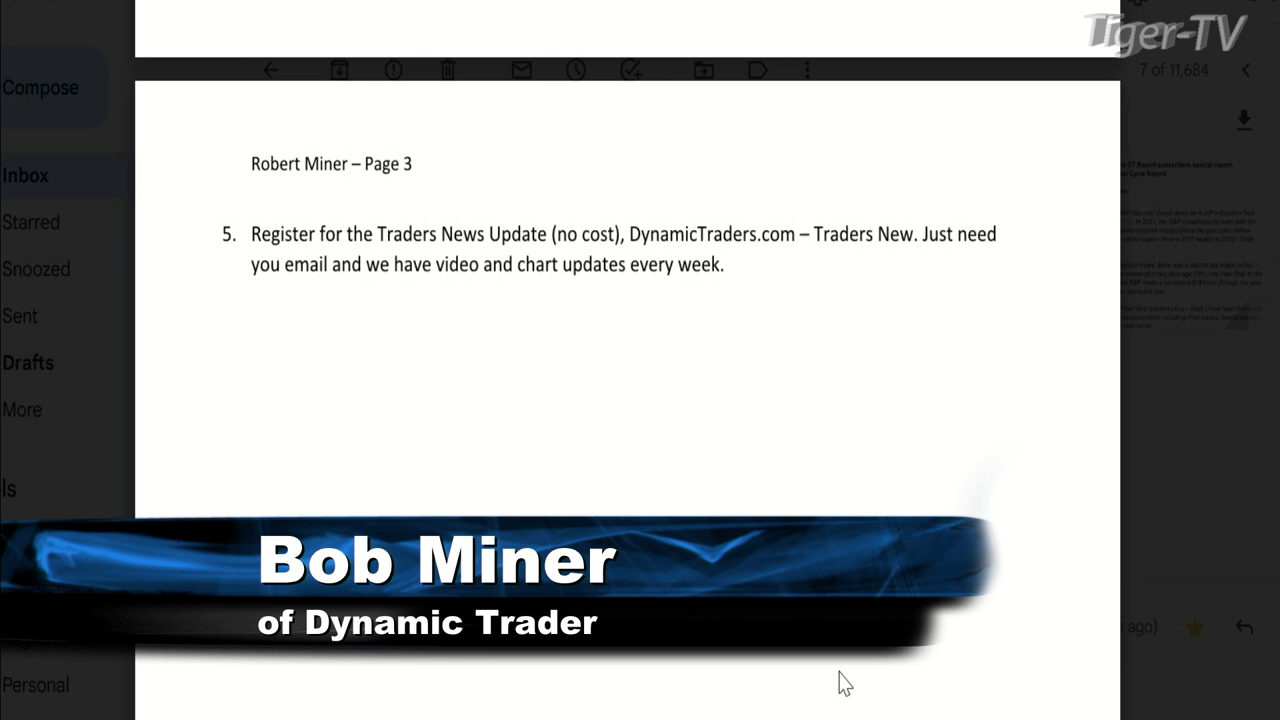 Tiger-TV
7 of 11,684
Compose
Robert Miner – Page 3
Inbox
Starred
Snoozed
Sent
Drafts
More
ls
5. Register for the Traders News Update (no cost), DynamicTraders.com – Traders New. Just need
you email and we have video and chart updates every week.
Bob Miner
of Dynamic Trader
s ago)
Personal